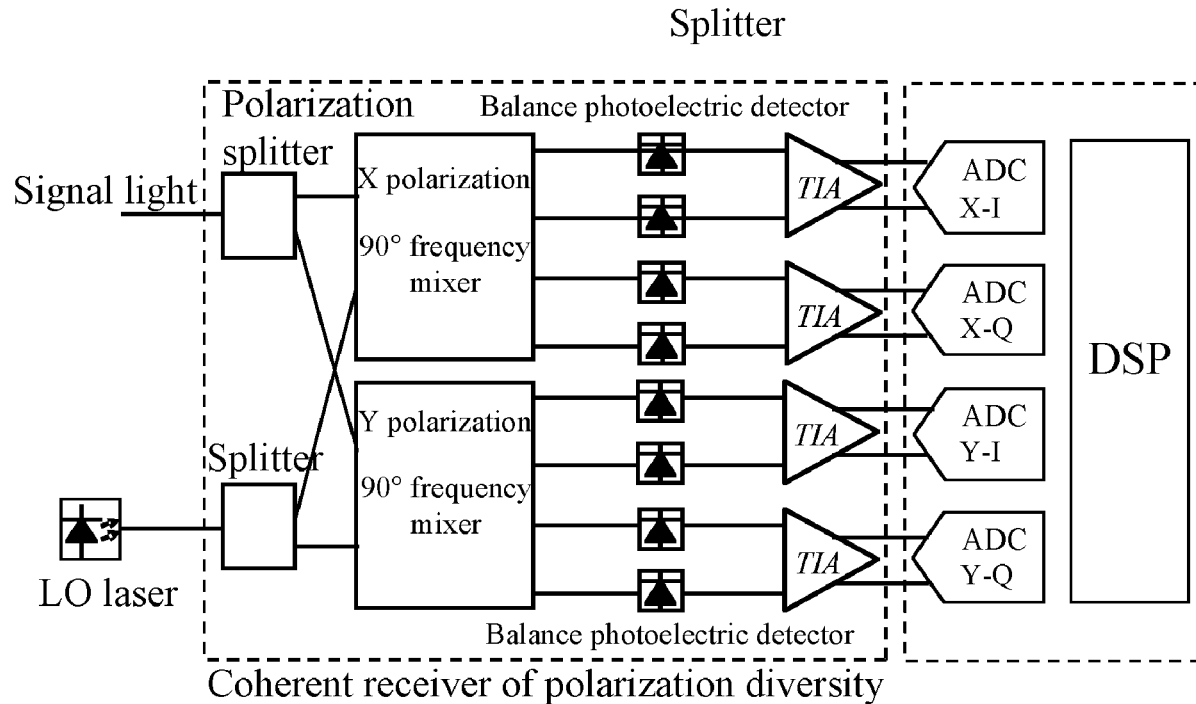 Splitter
Polarization
splitter
Balance photoelectric detector
Signal light
X polarization
90° frequency
mixer
TIA
ADC
X-I
TIA
ADC
X-Q
DSP
Splitter
Y polarization
90° frequency
mixer
TIA
ADC
Y-I
TIA
ADC
Y-Q
LO laser
Balance photoelectric detector
Coherent receiver of polarization diversity